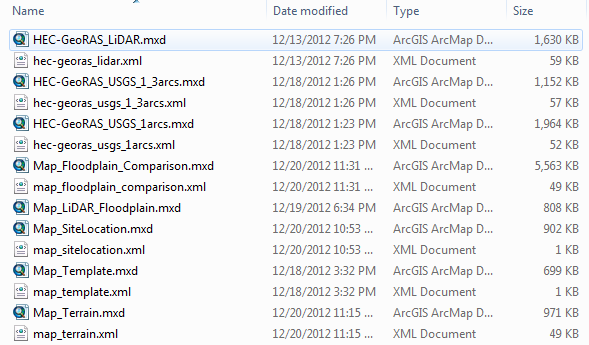 Name Date modified Type Size
HEC-GeoRAS_LiDAR.mxd 12/13/2012 7:26 PM ArcGIS ArcMap D... 1,630 KB
hec-georas_lidar.xml 12/13/2012 7:26 PM XML Document 59 KB
HEC-GeoRAS_USGS_1_3arcs.mxd 12/18/2012 1:26 PM ArcGIS ArcMap D... 1,152 KB
hec-georas_usgs_1_3arcs.xml 12/18/2012 1:26 PM XML Document 57 KB
HEC-GeoRAS_USGS_1arcs.mxd 12/18/2012 1:23 PM ArcGIS ArcMap D... 1,964 KB
hec-georas_usgs_1arcs.xml 12/18/2012 1:23 PM XML Document 52 KB
Map_Floodplain_Comparison.mxd 12/20/2012 11:31 ... ArcGIS ArcMap D... 5,563 KB
map_floodplain_comparison.xml 12/20/2012 11:31 ... XML Document 49 KB
Map_LiDAR_Floodplain.mxd 12/19/2012 6:34 PM ArcGIS ArcMap D... 808 KB
Map_SiteLocation.mxd 12/20/2012 10:53 ... ArcGIS ArcMap D... 902 KB
map_sitelocation.xml 12/20/2012 10:53 ... XML Document 1 KB
Map_Template.mxd 12/18/2012 3:32 PM ArcGIS ArcMap D... 699 KB
map_template.xml 12/18/2012 3:32 PM XML Document 1 KB
Map_Terrain.mxd 12/20/2012 11:15 ... ArcGIS ArcMap D... 971 KB
map_terrain.xml 12/20/2012 11:15 ... XML Document 49 KB